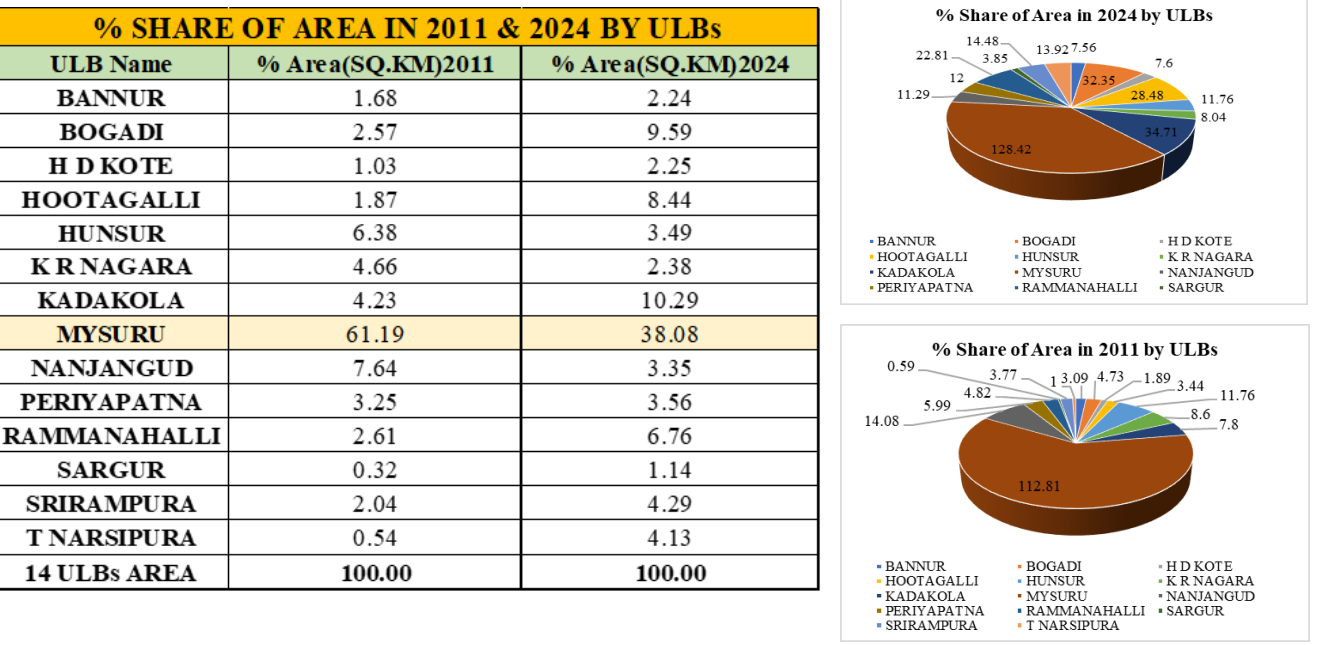 % SHARE OF AREA IN 2011 & 2024 BY ULBs
ULB Name % Area(SQ.KM)2011 % Area(SQ.KM)2024
BANNUR 1.68 2.24
BOGADI 2.57 9.59
H D KOTE 1.03 2.25
HOOTAGALLI 1.87 8.44
HUNSUR 6.38 3.49
K R NAGARA 4.66 2.38
KADAKOLA 4.23 10.29
MYSURU 61.19 38.08
NANJANGUD 7.64 3.35
PERIYAPATNA 3.25 3.56
RAMMANAHALLI 2.61 6.76
SARGUR 0.32 1.14
SRIRAMPURA 2.04 4.29
T NARSIPURA 0.54 4.13
14 ULBs AREA 100.00 100.00
% Share of Area in 2024 by ULBs
14.48 13.92 7.56
22.81 3.85 7.6
12 32.35
11.29 28.48 11.76
8.04
34.71
128.42
BANNUR BOGADI H D KOTE
HOOTAGALLI HUNSUR K R NAGARA
KADAKOLA MYSURU NANJANGUD
PERIYAPATNA RAMMANAHALLI SARGUR
% Share of Area in 2011 by ULBs
0.59 3.77 1 3.09 4.73 1.89
4.82 3.44
5.99 11.76
14.08 8.6
7.8
112.81
BANNUR BOGADI H D KOTE
HOOTAGALLI HUNSUR K R NAGARA
KADAKOLA MYSURU NANJANGUD
PERIYAPATNA RAMMANAHALLI SARGUR
SRIRAMPURA T NARSIPURA